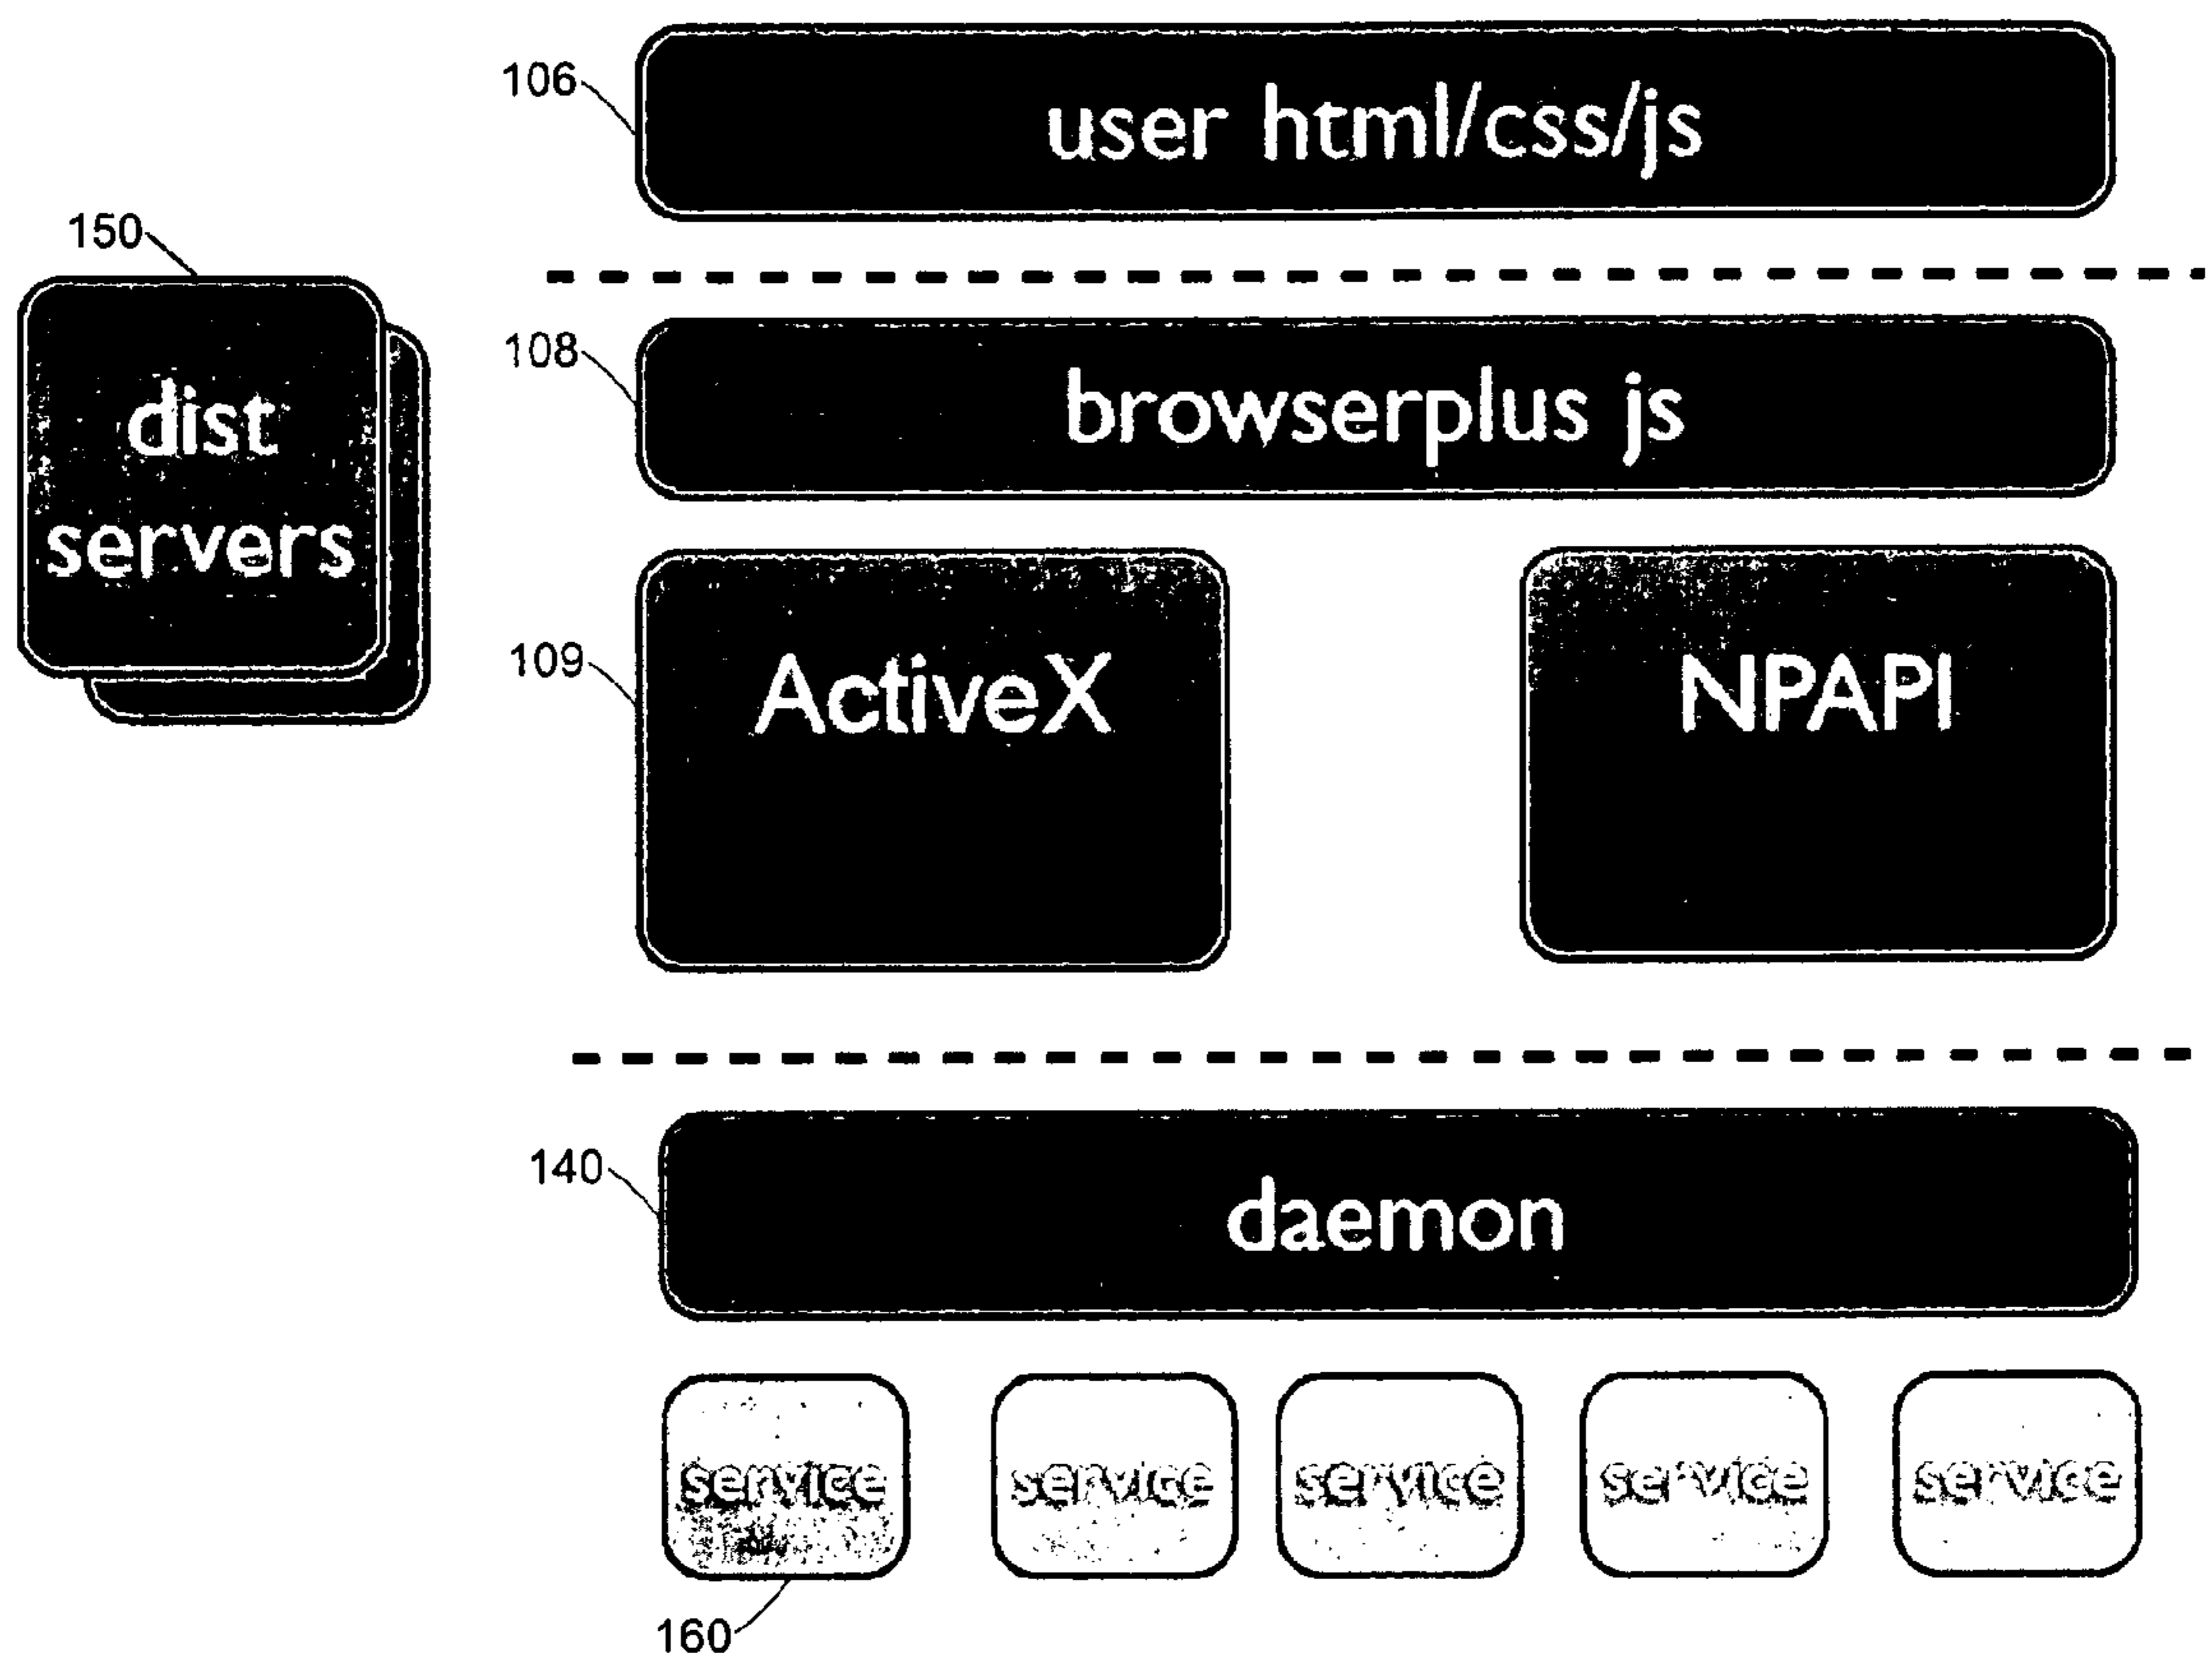 106
user html/css/js
150
dist
servers
108
browserplus js
109
ActiveX
NPAPI
140
daemon
service
service
service
service
service
160